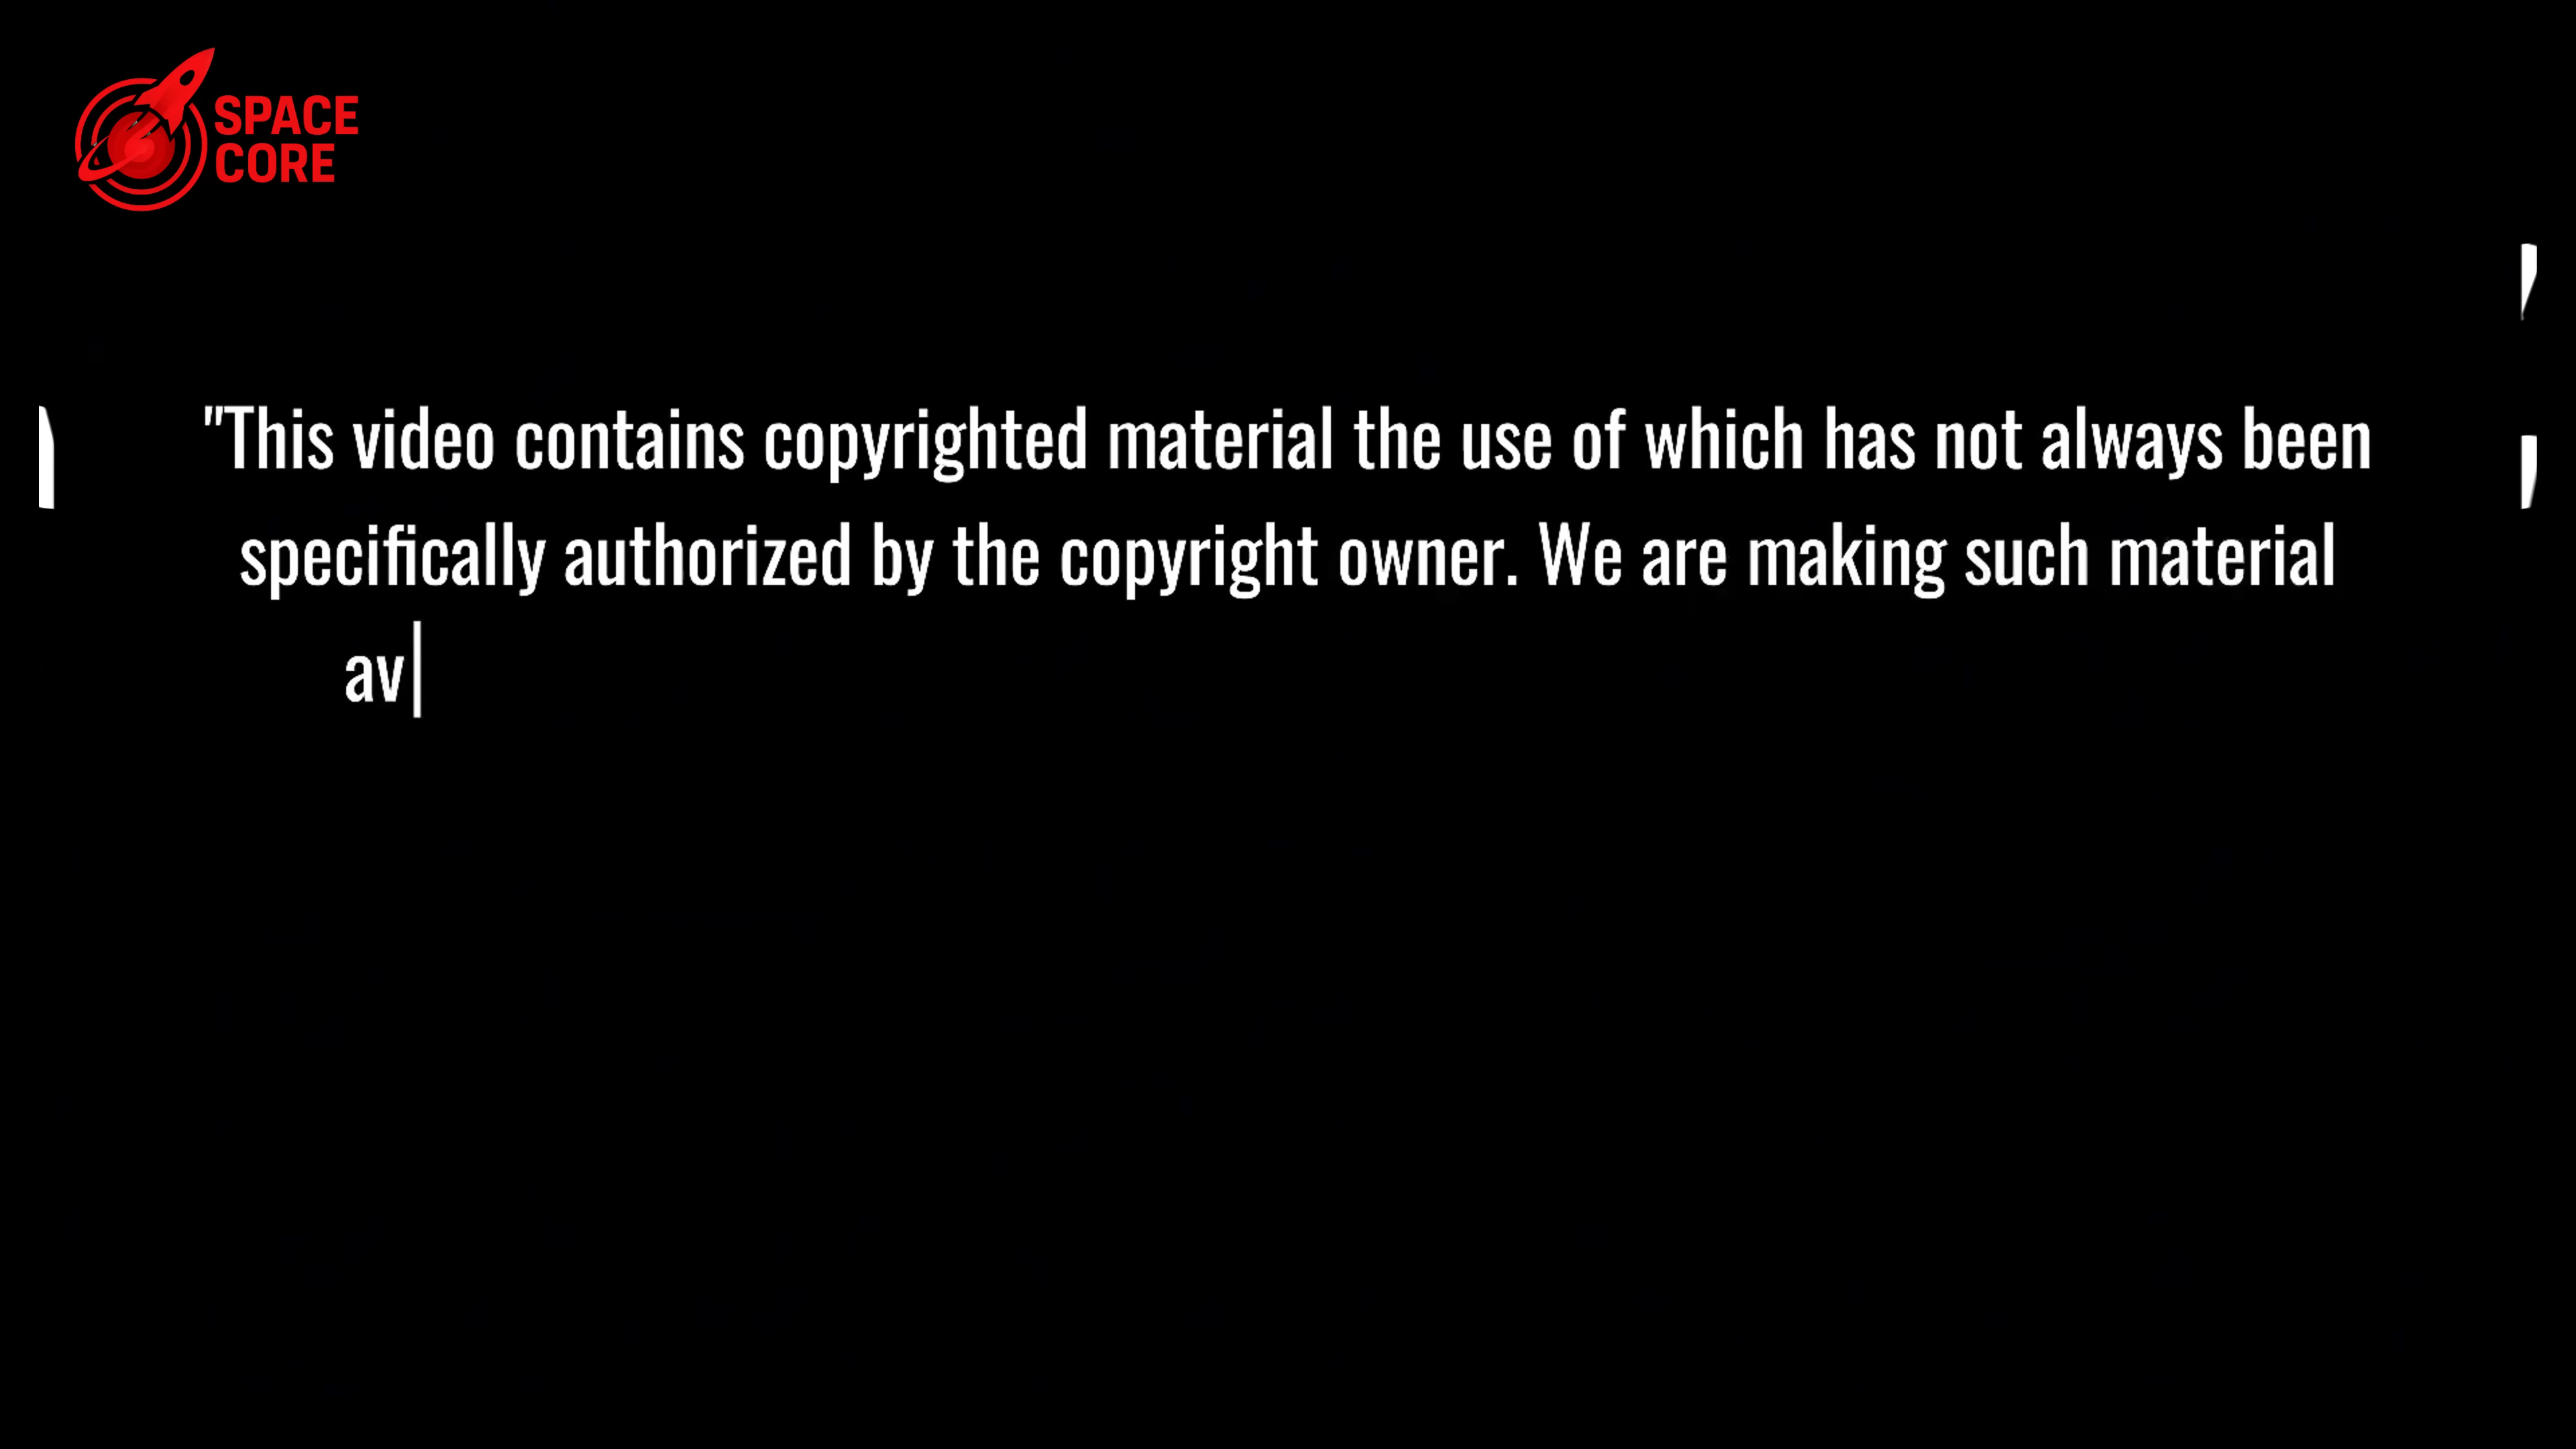 SPACE
CORE
"This video contains copyrighted material the use of which has not always been
specifically authorized by the copyright owner. We are making such material
av